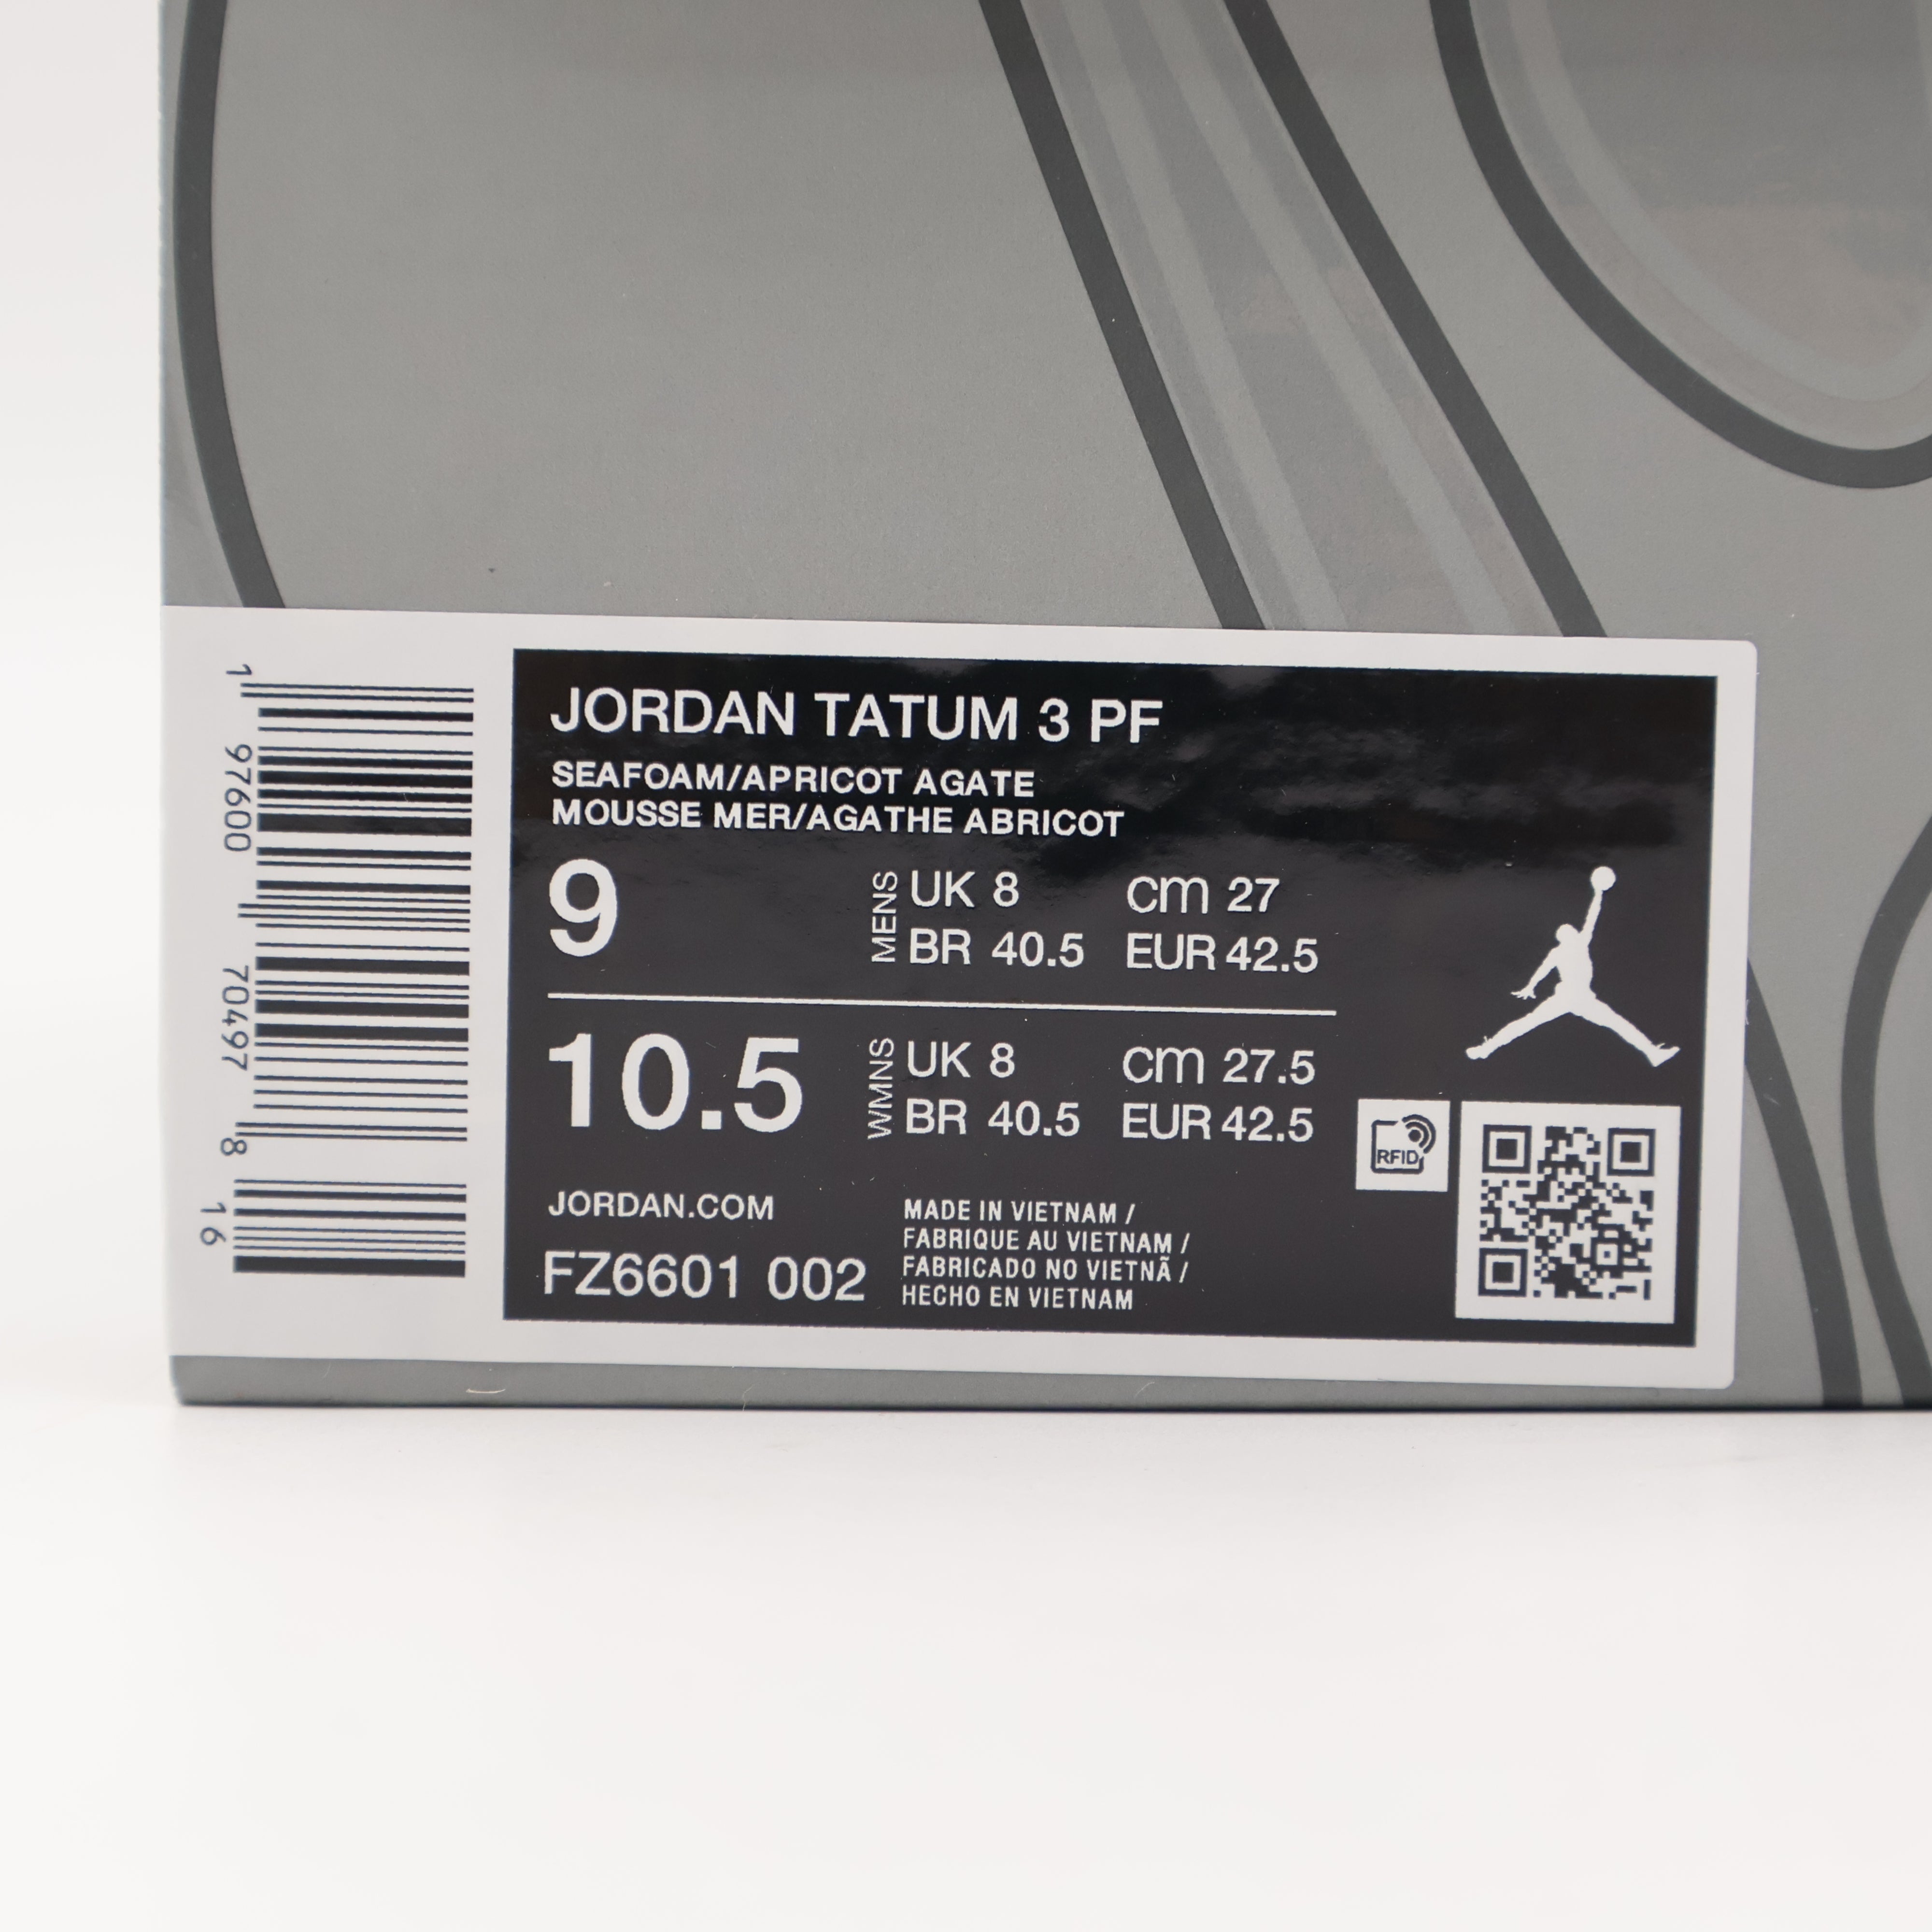 JORDAN TATUM 3 PF
SEAFOAM/APRICOT AGATE
MOUSSE MER/AGATHE ABRICOT
9
MENS
UK 8 cm 27
BR 40.5 EUR 42.5
10.5
WMNS
UK 8 cm 27.5
BR 40.5 EUR 42.5
RFID
JORDAN.COM
FZ6601 002
MADE IN VIETNAM /
FABRIQUE AU VIETNAM /
FABRICADO NO VIETNÃ /
HECHO EN VIETNAM
1 97600 70497 8
16